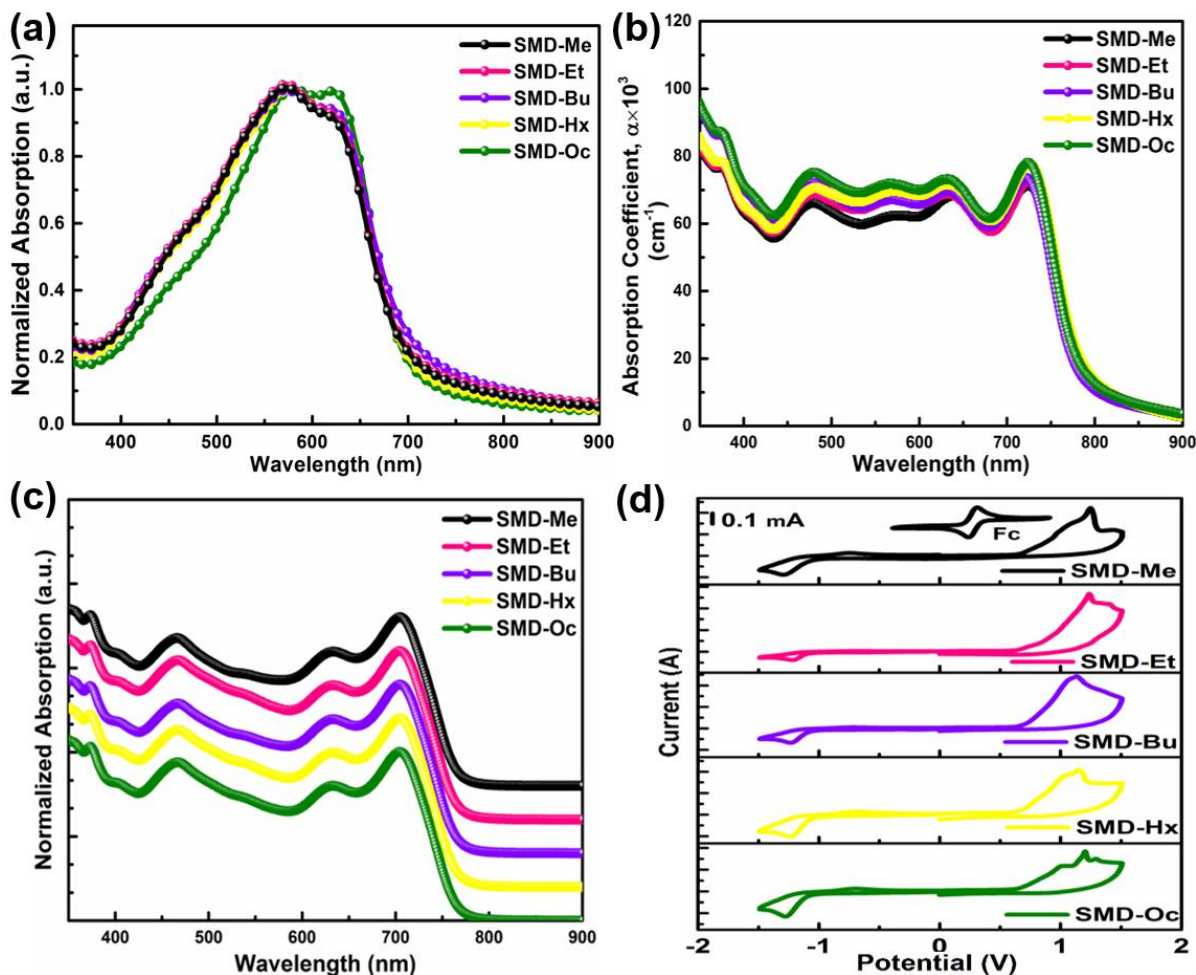 (a)
SMD-Me
SMD-Et
SMD-Bu
SMD-Hx
SMD-Oc
Normalized Absorption (a.u.)
1.0
0.8
0.6
0.4
0.2
0.0
400 500 600 700 800 900
Wavelength (nm)
(b)
SMD-Me
SMD-Et
SMD-Bu
SMD-Hx
SMD-Oc
Absorption Coefficient, α×10³
(cm⁻¹)
120
100
80
60
40
20
0
400 500 600 700 800 900
Wavelength (nm)
(c)
SMD-Me
SMD-Et
SMD-Bu
SMD-Hx
SMD-Oc
Normalized Absorption (a.u.)
400 500 600 700 800 900
Wavelength (nm)
(d)
0.1 mA
Fc
SMD-Me
SMD-Et
SMD-Bu
SMD-Hx
SMD-Oc
Current (A)
-2 -1 0 1 2
Potential (V)